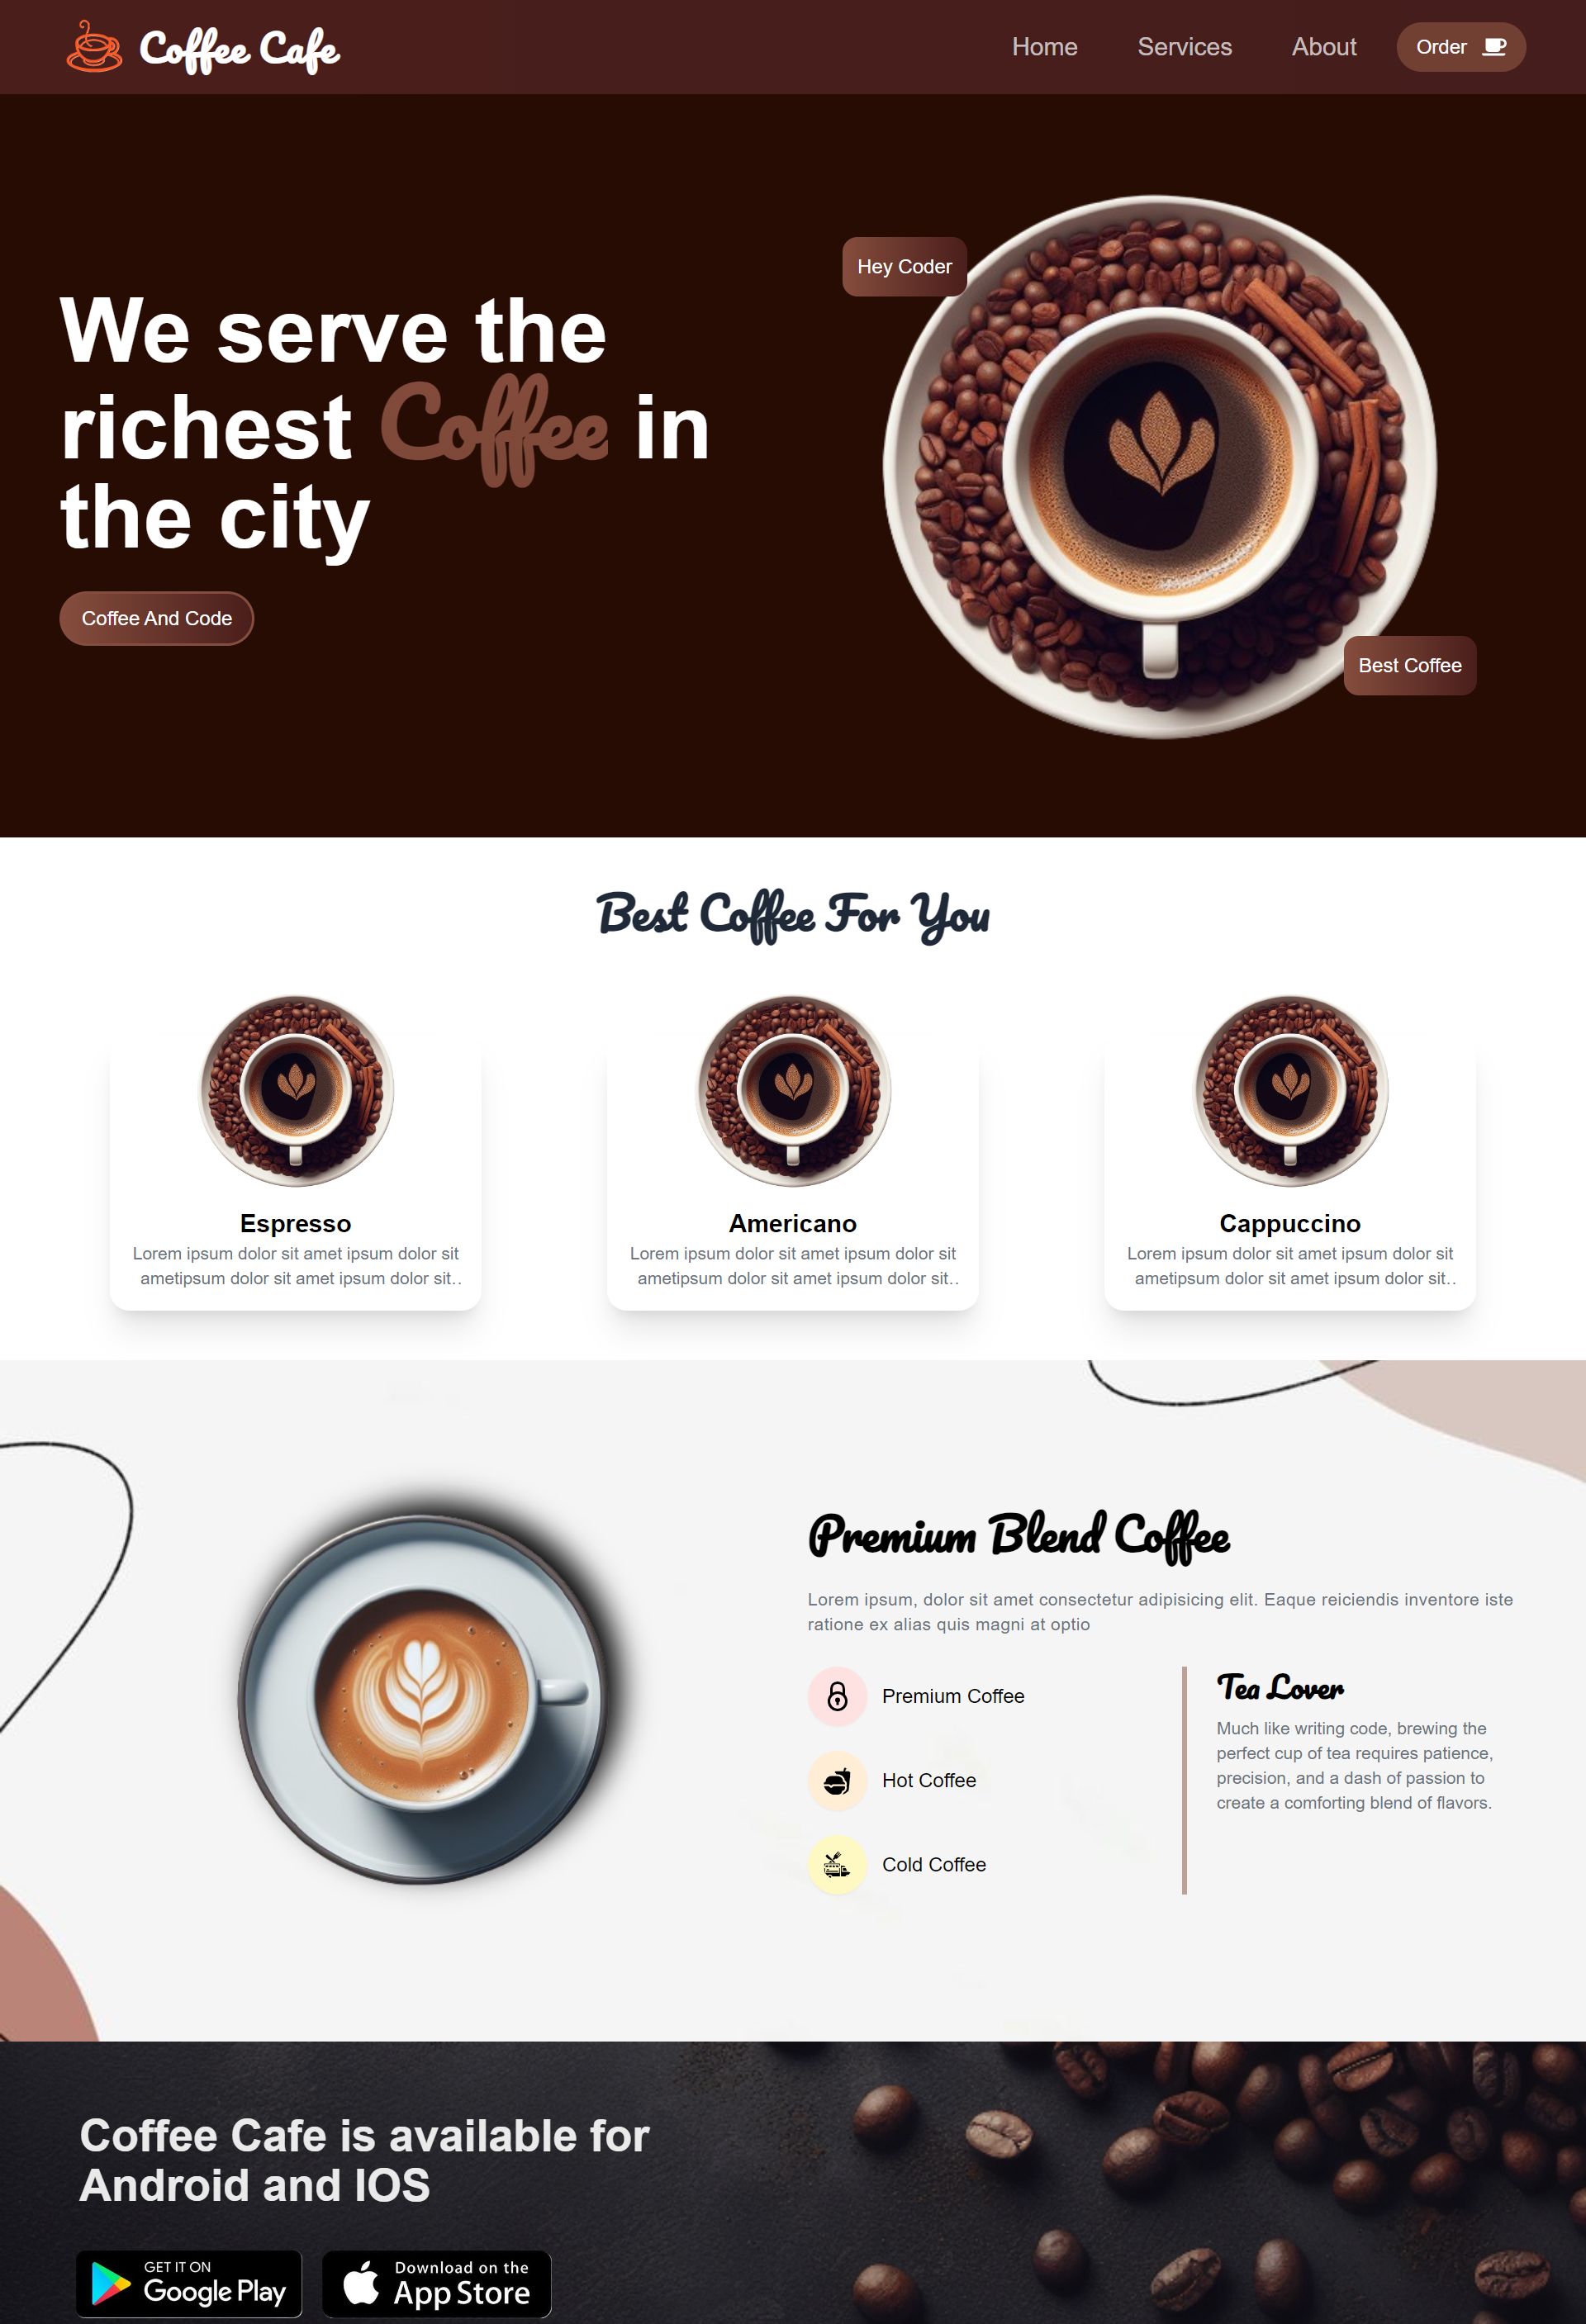 Coffee Cafe
Home
Services
About
Order
Hey Coder
We serve the
richest Coffee in
the city
Coffee And Code
Best Coffee
Best Coffee For You
Espresso
Lorem ipsum dolor sit amet ipsum dolor sit
ametipsum dolor sit amet ipsum dolor sit..
Americano
Lorem ipsum dolor sit amet ipsum dolor sit
ametipsum dolor sit amet ipsum dolor sit..
Cappuccino
Lorem ipsum dolor sit amet ipsum dolor sit
ametipsum dolor sit amet ipsum dolor sit..
Premium Blend Coffee
Lorem ipsum, dolor sit amet consectetur adipisicing elit. Eaque reiciendis inventore iste
ratione ex alias quis magni at optio
Premium Coffee
Hot Coffee
Cold Coffee
Tea Lover
Much like writing code, brewing the
perfect cup of tea requires patience,
precision, and a dash of passion to
create a comforting blend of flavors.
Coffee Cafe is available for
Android and IOS
GET IT ON
Google Play
Download on the
App Store